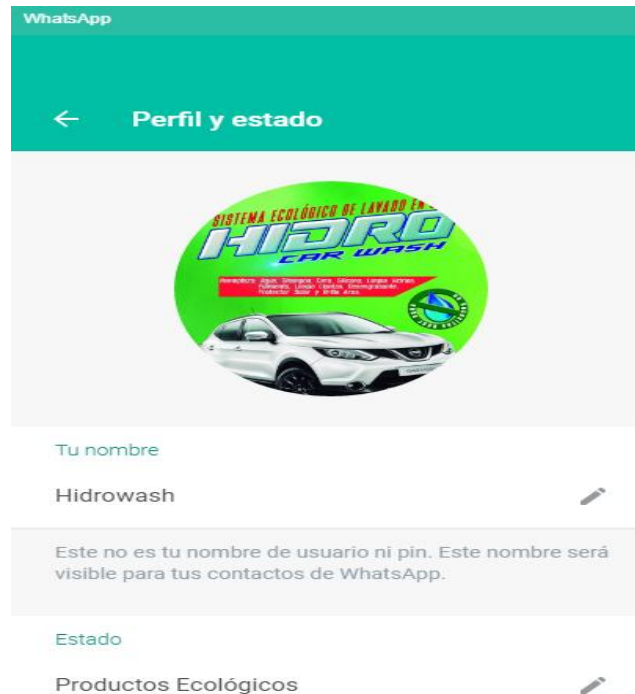 WhatsApp
Perfil y estado
SISTEMA ECOLÓGICO DE LAVADO EN
HIDRO
CAR WASH
Tu nombre
Hidrowash
Este no es tu nombre de usuario ni pin. Este nombre será
visible para tus contactos de WhatsApp.
Estado
Productos Ecológicos